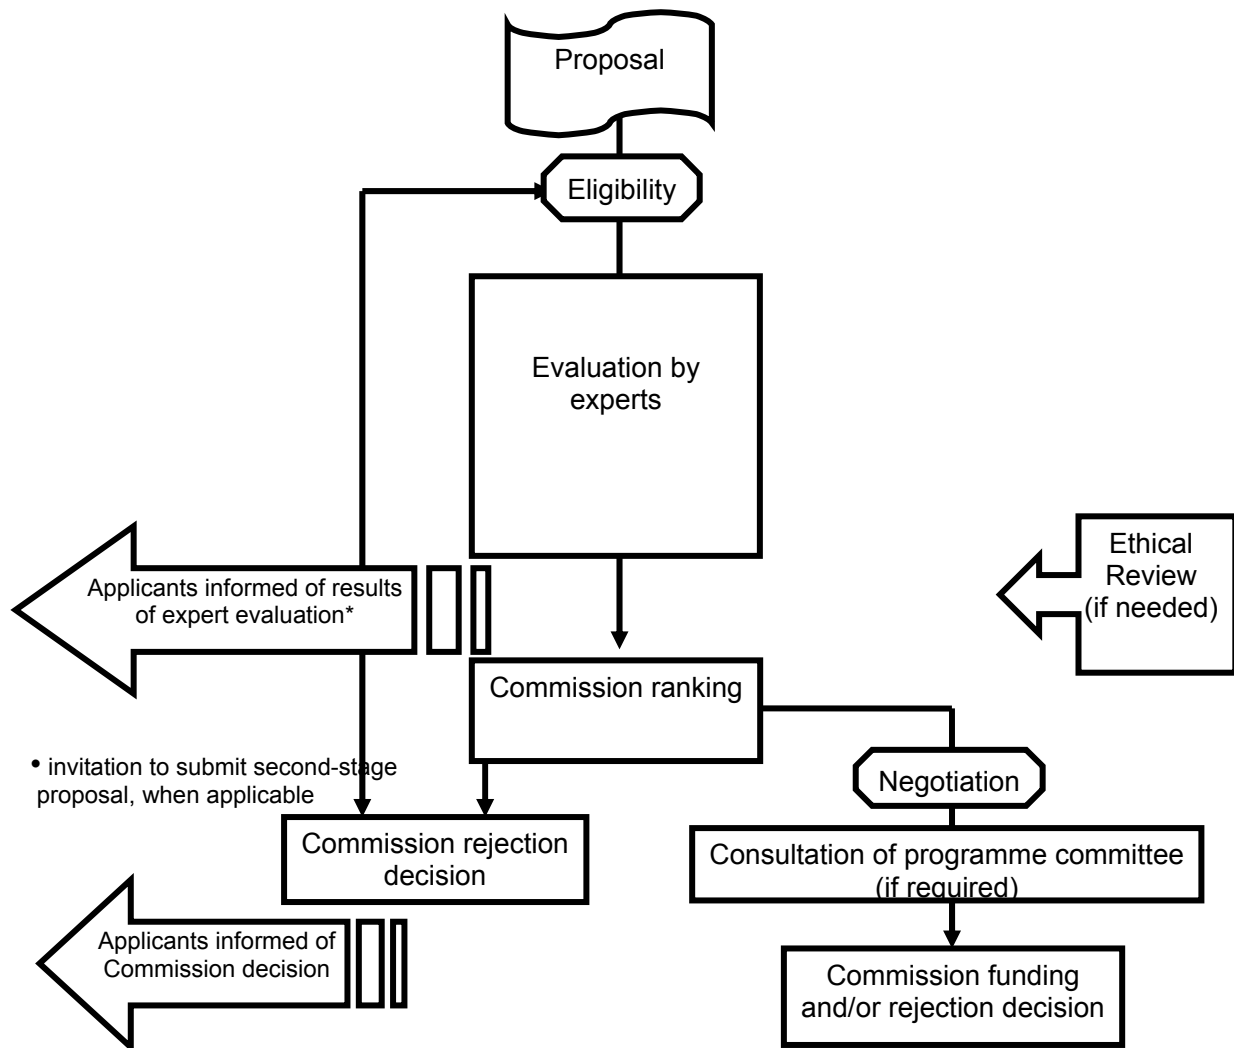 Proposal
Eligibility
Evaluation by
experts
Ethical
Review
(if needed)
Applicants informed of results
of expert evaluation*
Commission ranking
• invitation to submit second-stage
proposal, when applicable
Negotiation
Commission rejection
decision
Consultation of programme committee
(if required)
Applicants informed of
Commission decision
Commission funding
and/or rejection decision